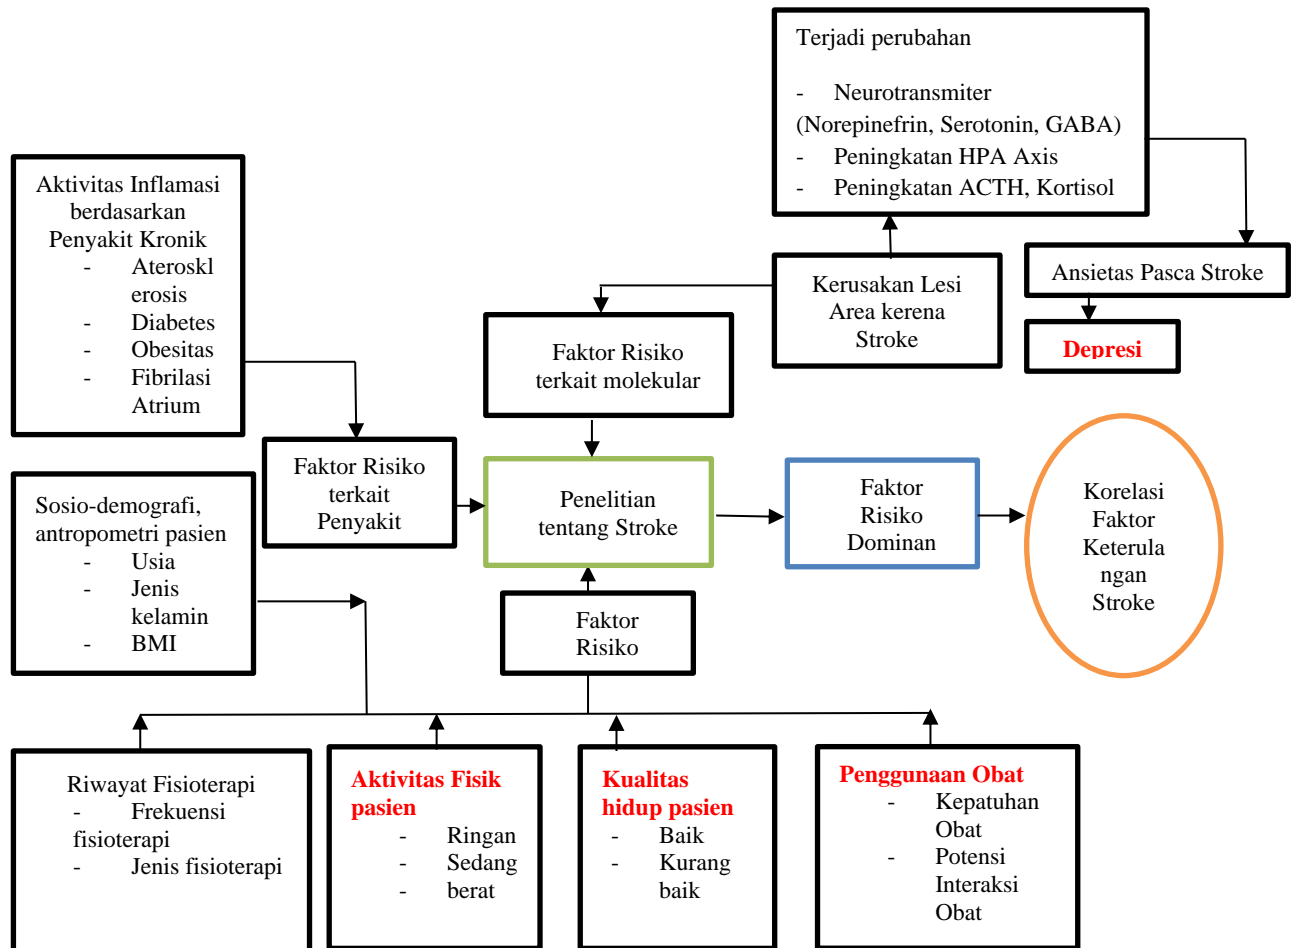 Terjadi perubahan
- Neurotransmiter
(Norepinefrin, Serotonin, GABA)
- Peningkatan HPA Axis
- Peningkatan ACTH, Kortisol
Aktivitas Inflamasi
berdasarkan
Penyakit Kronik
- Ateroskl
erosis
- Diabetes
- Obesitas
- Fibrilasi
Atrium
Kerusakan Lesi
Area kerena
Stroke
Ansietas Pasca Stroke
Depresi
Faktor Risiko
terkait molekular
Faktor Risiko
terkait
Penyakit
Penelitian
tentang Stroke
Faktor
Risiko
Dominan
Korelasi
Faktor
Keterula
ngan
Stroke
Sosio-demografi,
antropometri pasien
- Usia
- Jenis
kelamin
- BMI
Faktor
Risiko
Riwayat Fisioterapi
- Frekuensi
fisioterapi
- Jenis fisioterapi
Aktivitas Fisik
pasien
- Ringan
- Sedang
- berat
Kualitas
hidup pasien
- Baik
- Kurang
baik
Penggunaan Obat
- Kepatuhan
Obat
- Potensi
Interaksi
Obat